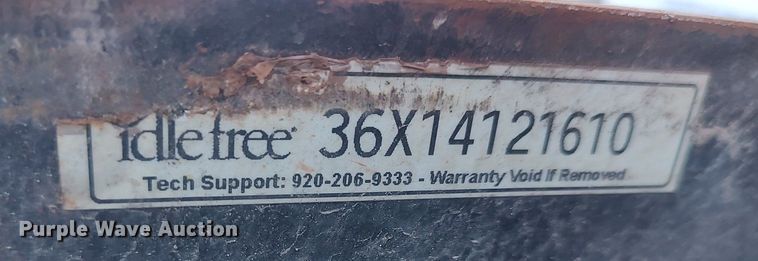 idle free 36X14121610
Tech Support: 920-206-9333 - Warranty Void If Removed
Purple Wave Auction